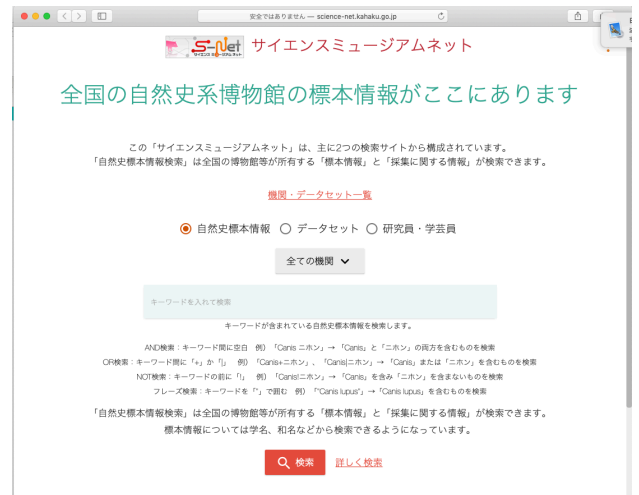 安全ではありません — science-net.kahaku.go.jp
S-Net サイエンスミュージアムネット
全国の自然史系博物館の標本情報がここにあります
この「サイエンスミュージアムネット」は、主に2つの検索サイトから構成されています。
「自然史標本情報検索」は全国の博物館等が所有する「標本情報」と「採集に関する情報」が検索できます。
機関・データセット一覧
自然史標本情報 データセット 研究員・学芸員
全ての機関
キーワードを入れて検索
キーワードが含まれている自然史標本情報を検索します。
AND検索：キーワード間に空白 例）「Canis ニホン」→「Canis」と「ニホン」の両方を含むものを検索
OR検索：キーワード間に「+」か「|」 例）「Canis+ニホン」、「Canis|ニホン」→「Canis」または「ニホン」を含むものを検索
NOT検索：キーワードの前に「!」 例）「Canis!ニホン」→「Canis」を含み「ニホン」を含まないものを検索
フレーズ検索：キーワードを「"」で囲む 例）「"Canis lupus"」→「Canis lupus」を含むものを検索
「自然史標本情報検索」は全国の博物館等が所有する「標本情報」と「採集に関する情報」が検索できます。
標本情報については学名、和名などから検索できるようになっています。
検索 詳しく検索